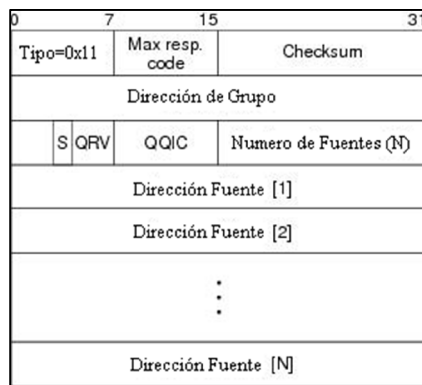 0 7 15 31
Tipo=0x11 Max resp. code Checksum
Dirección de Grupo
S QRV QQIC Numero de Fuentes (N)
Dirección Fuente [1]
Dirección Fuente [2]
Dirección Fuente [N]